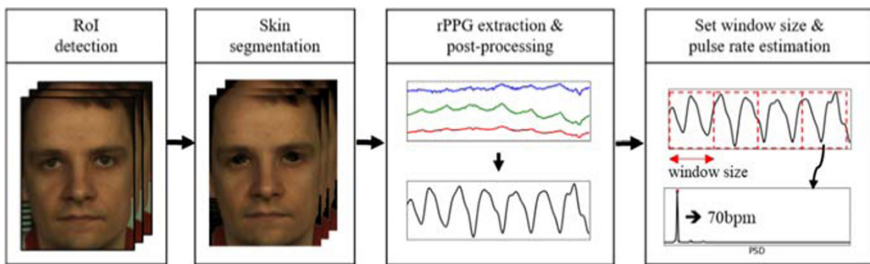 RoI
detection
Skin
segmentation
rPPG extraction &
post-processing
Set window size &
pulse rate estimation
window size
70bpm
PSD